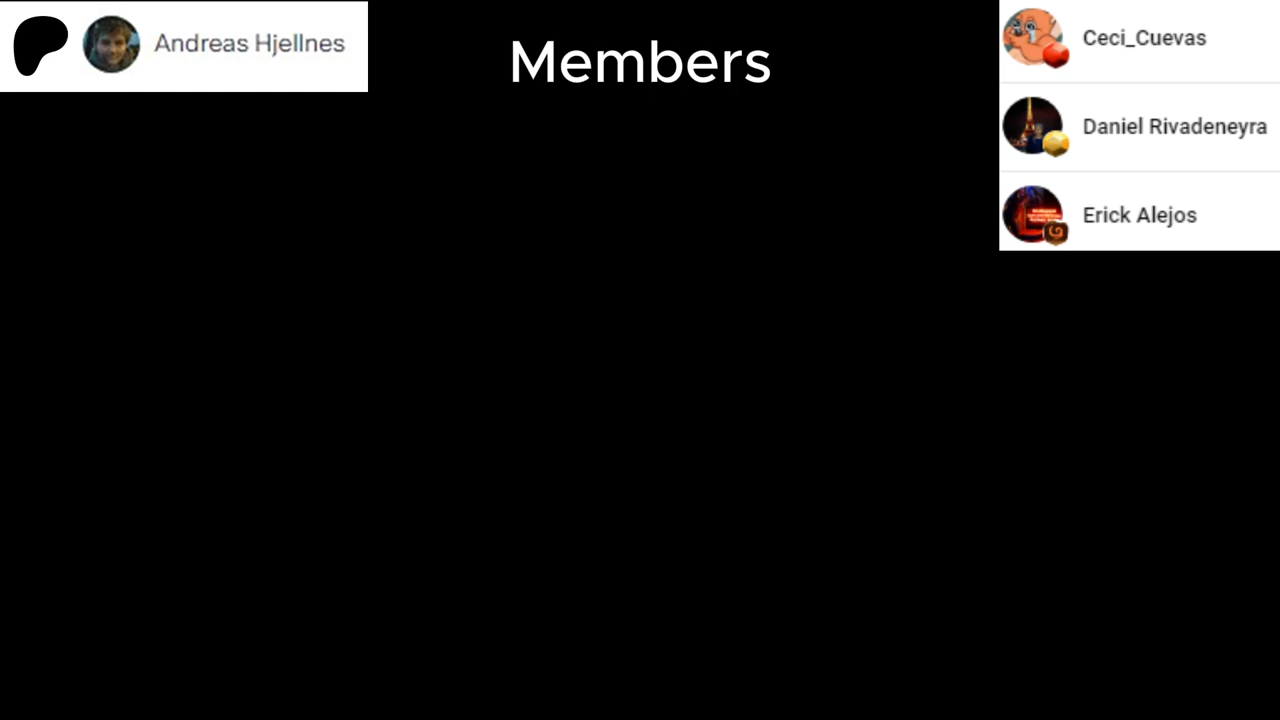 Andreas Hjellnes
Members
Ceci_Cuevas
Daniel Rivadeneyra
Erick Alejos